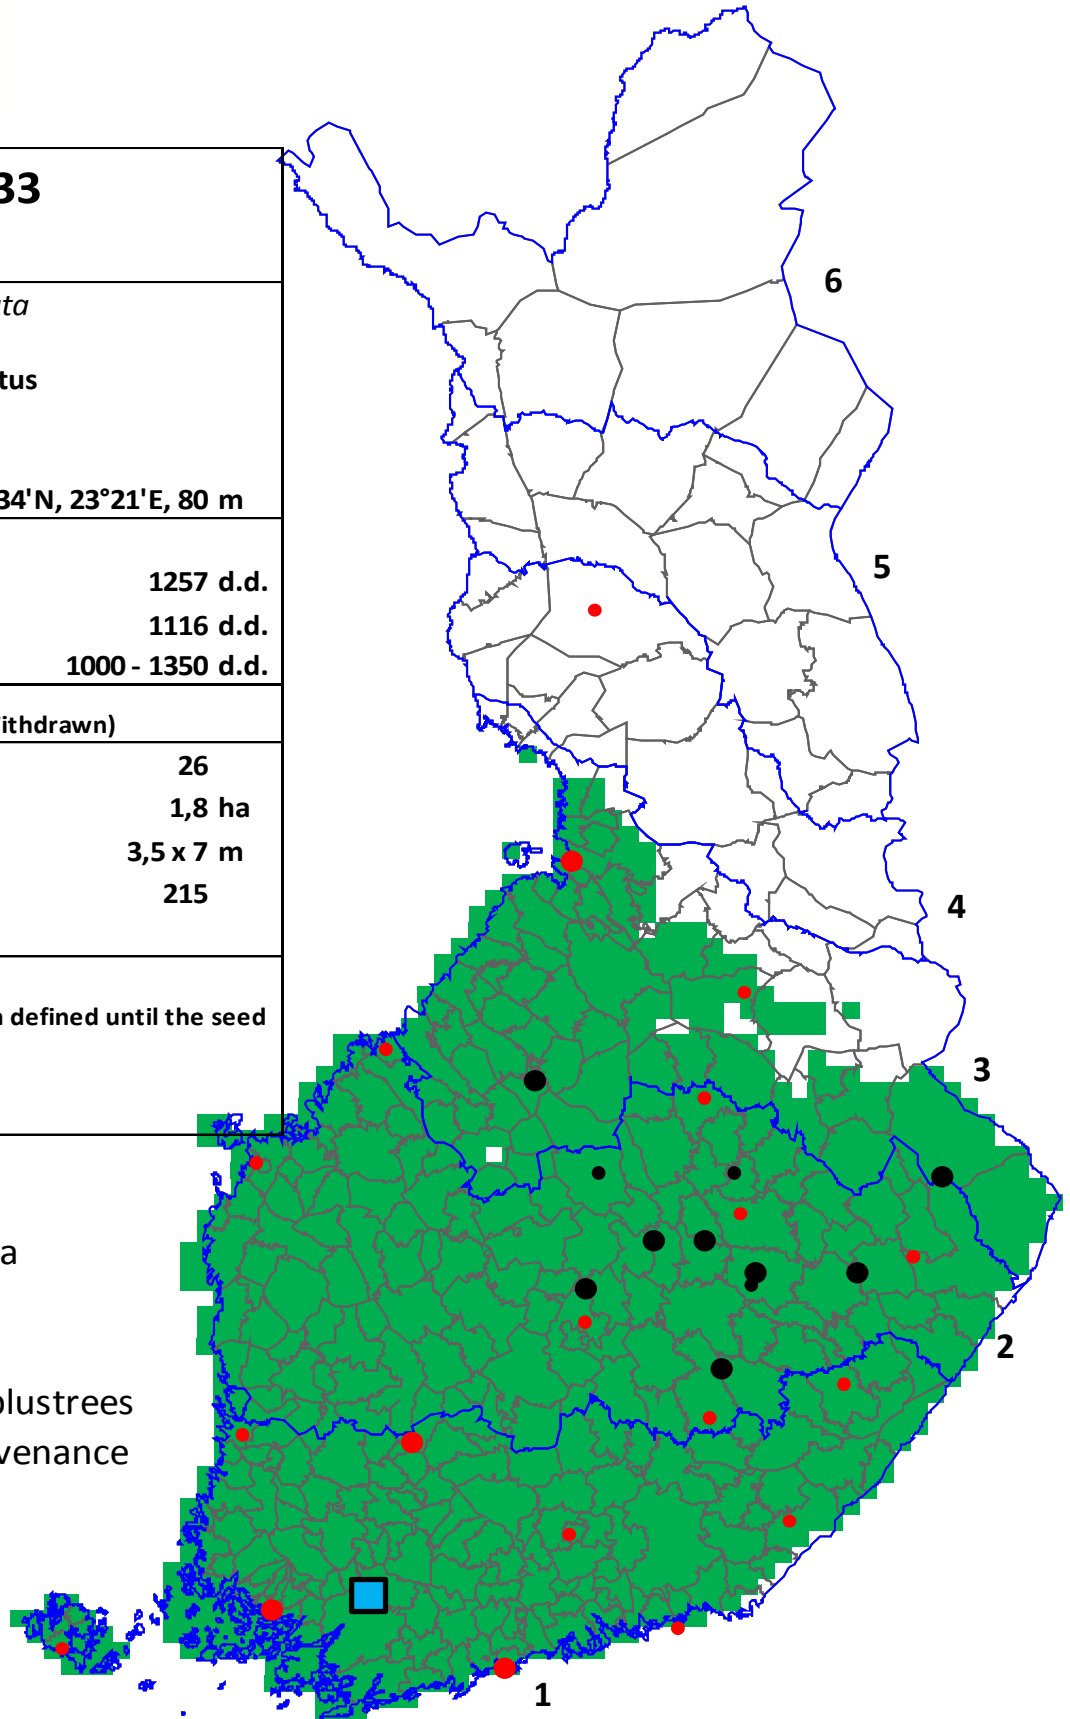 33
ta
tus
34'N, 23°21'E, 80 m
1257 d.d.
1116 d.d.
1000 - 1350 d.d.
ithdrawn)
26
1,8 ha
3,5 x 7 m
215
defined until the seed
a
plustrees
venance
6
5
4
3
2
1